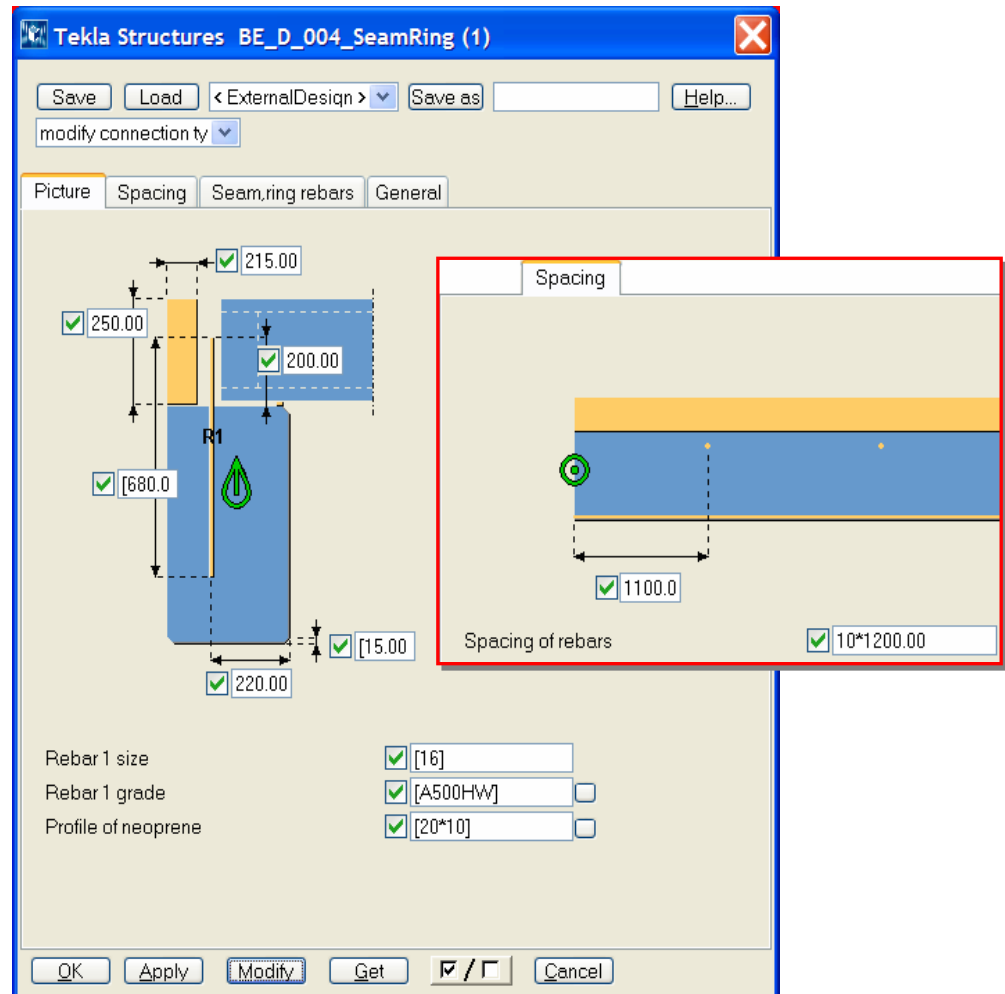 Tekla Structures BE_D_004_SeamRing (1)
Save Load <ExternalDesign> Save as Help...
modify connection ty
Picture Spacing Seam,ring rebars General
215.00
250.00
200.00
R1
[680.0
[15.00
220.00
Spacing
1100.0
Spacing of rebars 10*1200.00
Rebar 1 size [16]
Rebar 1 grade [A500HW]
Profile of neoprene [20*10]
OK Apply Modify Get / Cancel